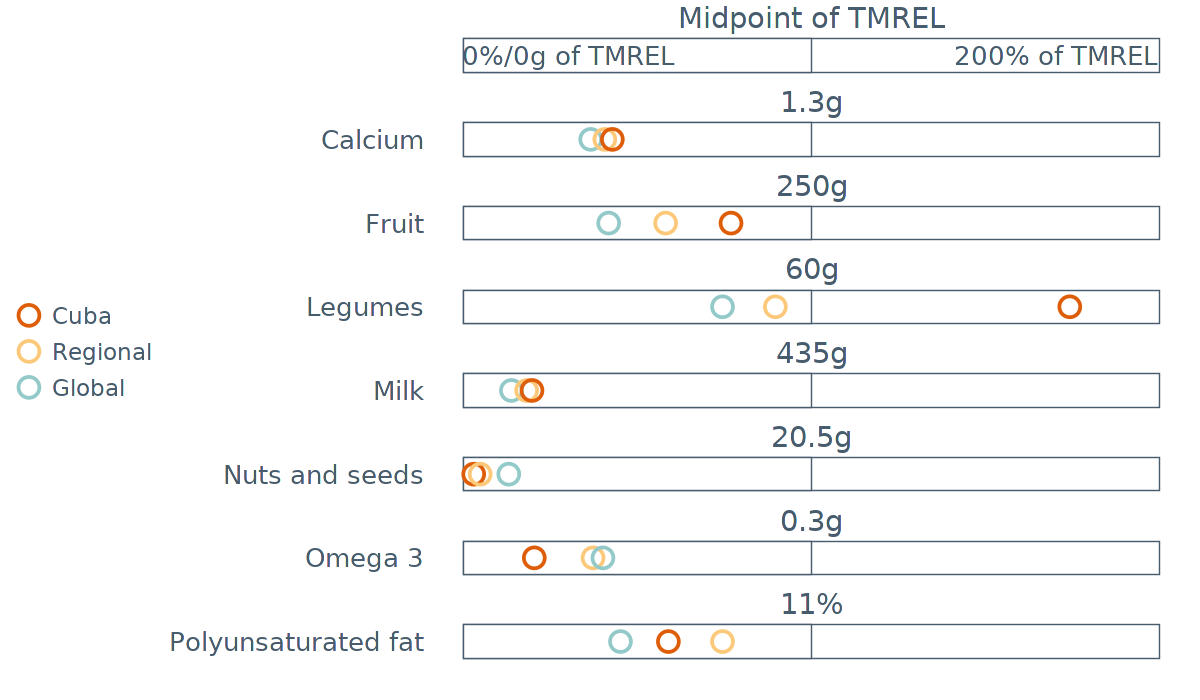 Midpoint of TMREL
0%/0g of TMREL
200% of TMREL
1.3g
Calcium
250g
Fruit
60g
Legumes
435g
Milk
20.5g
Nuts and seeds
0.3g
Omega 3
11%
Polyunsaturated fat
Cuba
Regional
Global